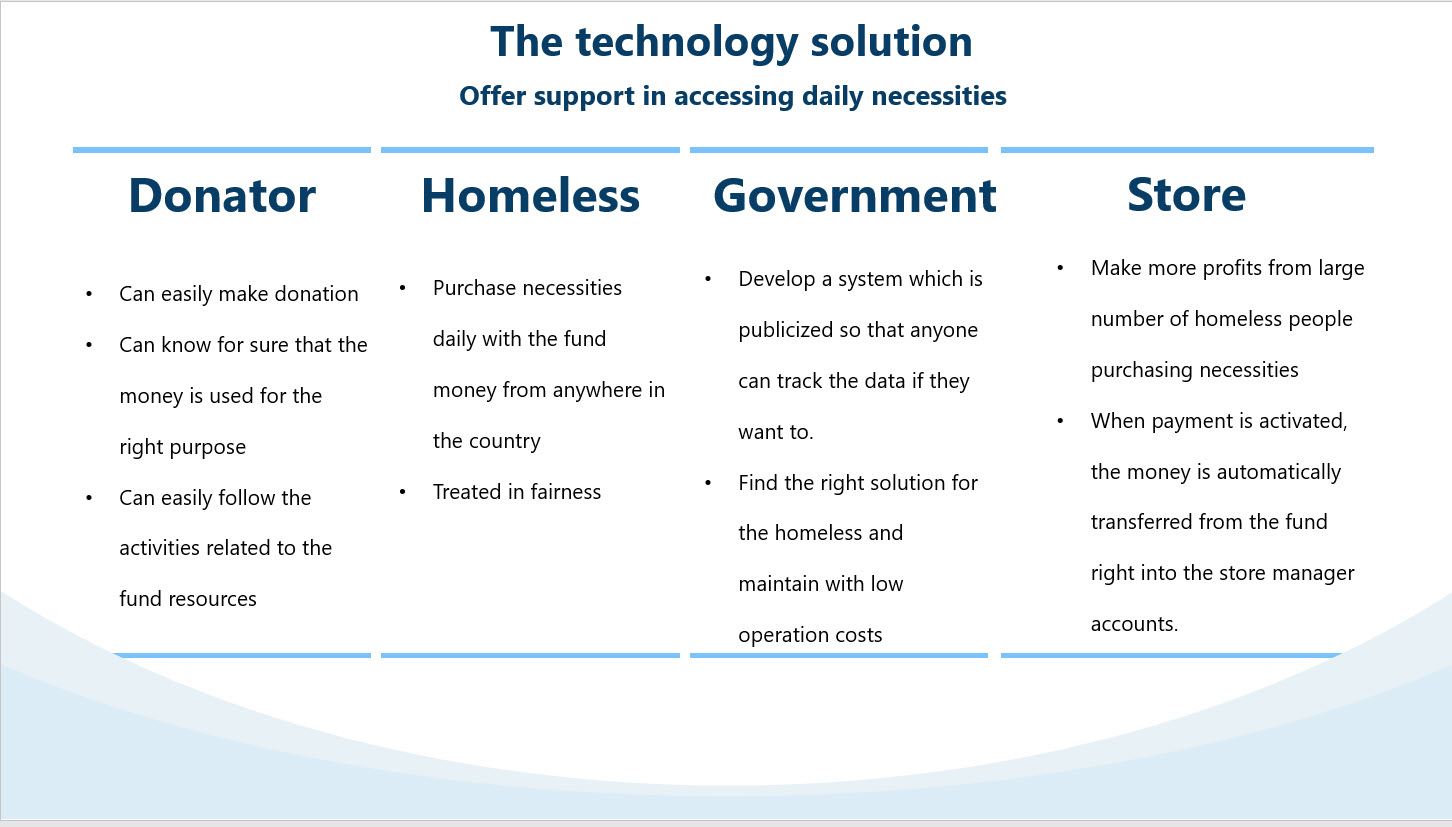 The technology solution
Offer support in accessing daily necessities
Donator
• Can easily make donation
• Can know for sure that the
money is used for the
right purpose
• Can easily follow the
activities related to the
fund resources
Homeless
• Purchase necessities
daily with the fund
money from anywhere in
the country
• Treated in fairness
Government
• Develop a system which is
publicized so that anyone
can track the data if they
want to.
• Find the right solution for
the homeless and
maintain with low
operation costs
Store
• Make more profits from large
number of homeless people
purchasing necessities
• When payment is activated,
the money is automatically
transferred from the fund
right into the store manager
accounts.